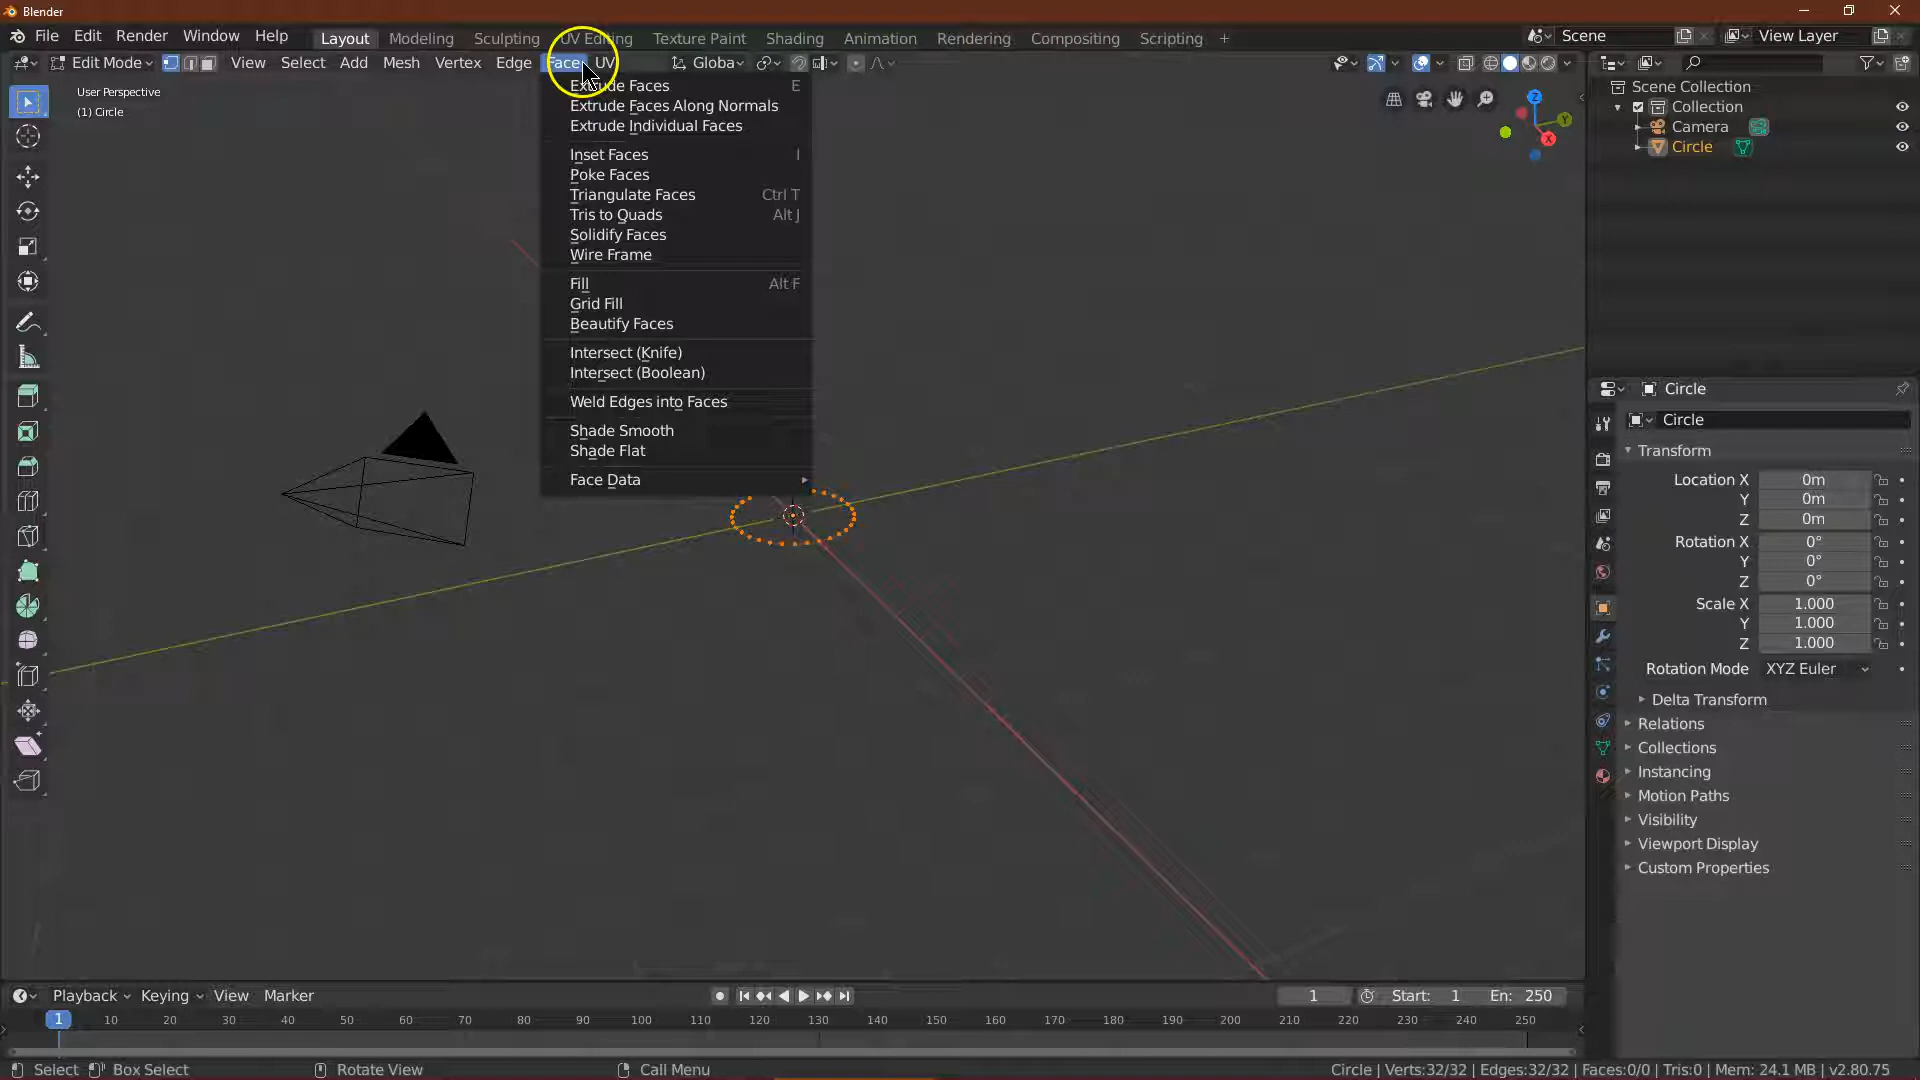 Blender
File Edit Render Window Help
Layout Modeling Sculpting UV Editing Texture Paint Shading Animation Rendering Compositing Scripting +
Scene
View Layer
Edit Mode View Select Add Mesh Vertex Edge Face UV
Globa
User Perspective
(1) Circle
Extrude Faces E
Extrude Faces Along Normals
Extrude Individual Faces
Inset Faces I
Poke Faces
Triangulate Faces Ctrl T
Tris to Quads Alt J
Solidify Faces
Wire Frame
Fill Alt F
Grid Fill
Beautify Faces
Intersect (Knife)
Intersect (Boolean)
Weld Edges into Faces
Shade Smooth
Shade Flat
Face Data
Z
Y
X
Scene Collection
Collection
Camera
Circle
Circle
Circle
Transform
Location X 0m
Y 0m
Z 0m
Rotation X 0°
Y 0°
Z 0°
Scale X 1.000
Y 1.000
Z 1.000
Rotation Mode XYZ Euler
Delta Transform
Relations
Collections
Instancing
Motion Paths
Visibility
Viewport Display
Custom Properties
Playback Keying View Marker
1 Start: 1 En: 250
1 10 20 30 40 50 60 70 80 90 100 110 120 130 140 150 160 170 180 190 200 210 220 230 240 250
Select Box Select Rotate View Call Menu
Circle | Verts:32/32 | Edges:32/32 | Faces:0/0 | Tris:0 | Mem: 24.1 MB | v2.80.75